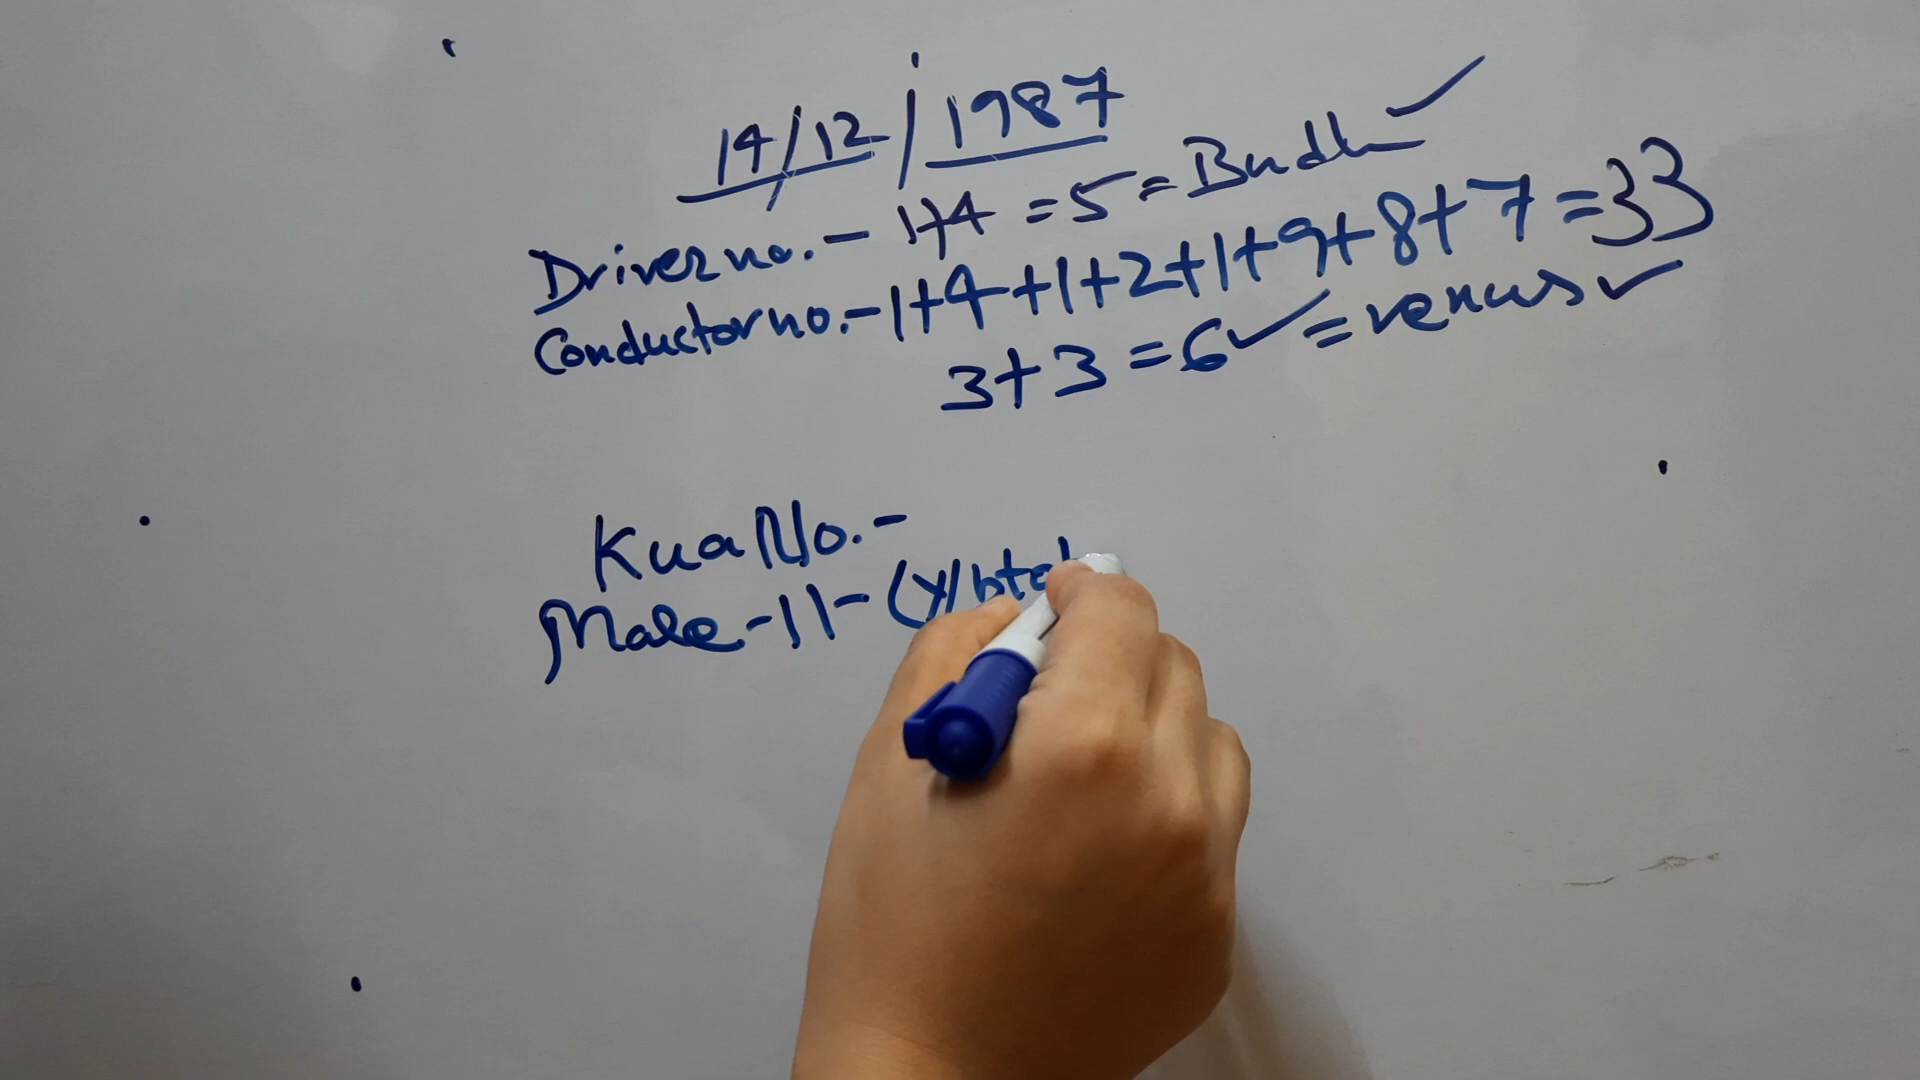 14/12/1987
Driver no. - 1+4 = 5 = Budh ✓
Conductor no. - 1+4+1+2+1+9+8+7 = 33
3+3 = 6 ✓ = venus ✓
Kua No. -
Male - 11 - (Y/b total